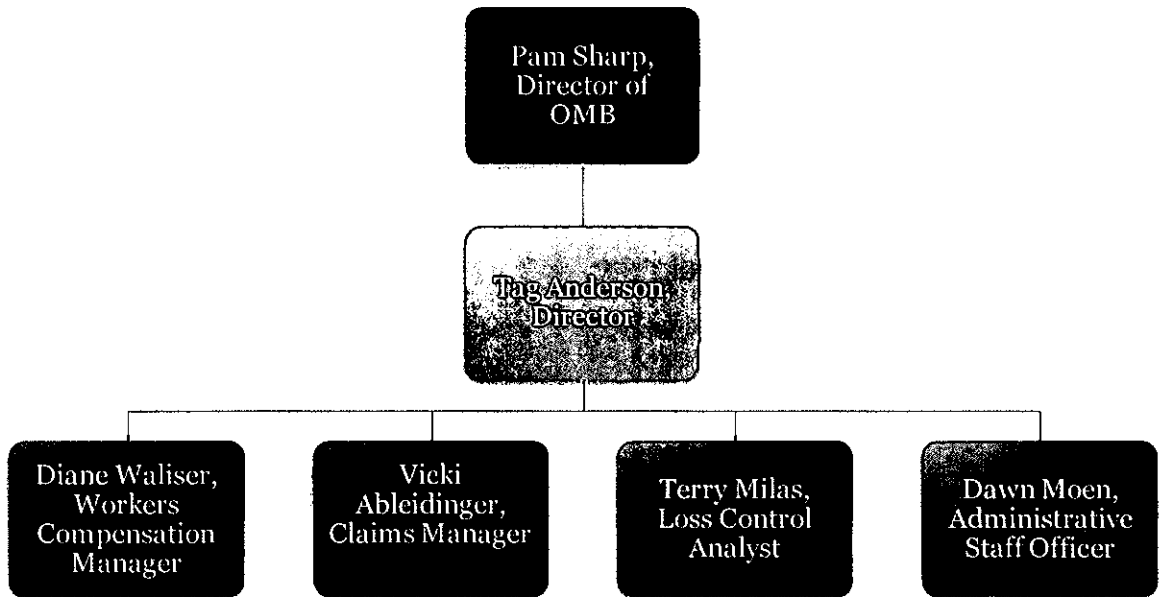 Pam Sharp,
Director of
OMB
Tag Anderson,
Director
Diane Waliser,
Workers
Compensation
Manager
Vicki
Ableidinger,
Claims Manager
Terry Milas,
Loss Control
Analyst
Dawn Moen,
Administrative
Staff Officer